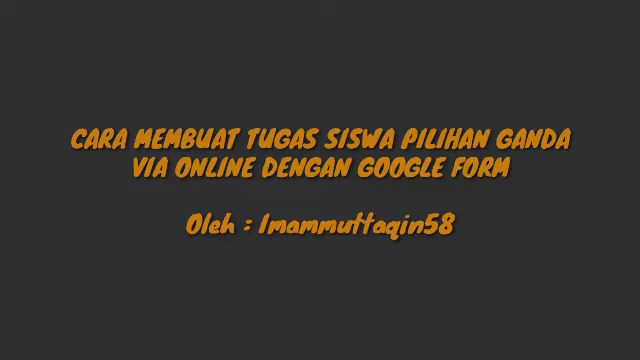 CARA MEMBUAT TUGAS SISWA PILIHAN GANDA
VIA ONLINE DENGAN GOOGLE FORM
Oleh : Imammuttaqin58